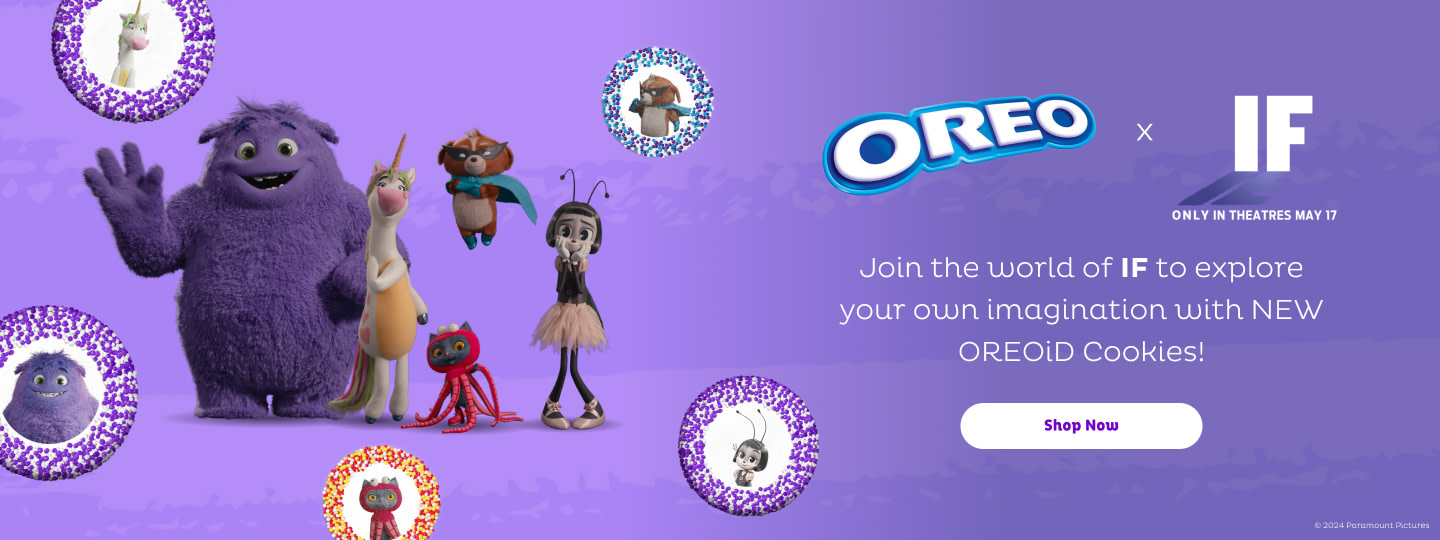 OREO
x
IF
ONLY IN THEATRES MAY 17
Join the world of IF to explore
your own imagination with NEW
OREOiD Cookies!
Shop Now
© 2024 Paramount Pictures